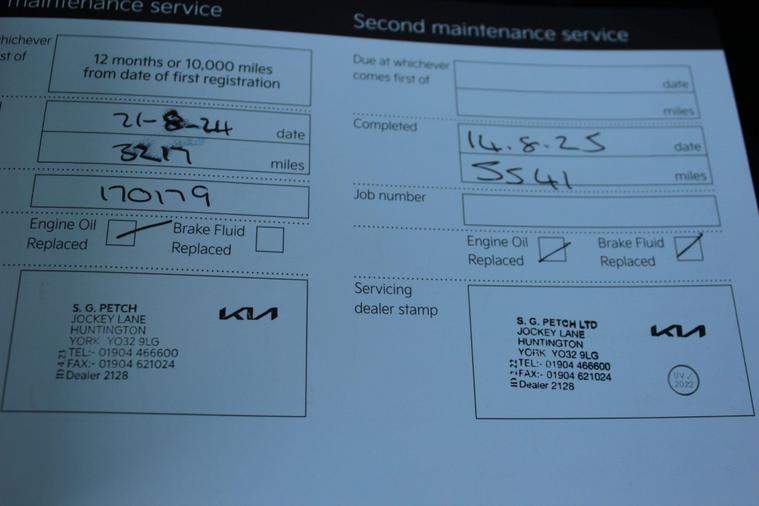 maintenance service
whichever
st of
12 months or 10,000 miles
from date of first registration
21-8-24 date
3217 miles
170179
Engine Oil
Replaced
Brake Fluid
Replaced
S. G. PETCH
JOCKEY LANE
HUNTINGTON
YORK YO32 9LG
TEL:- 01904 466600
FAX:- 01904 621024
Dealer 2128
KIA
Second maintenance service
Due at whichever
comes first of
date
miles
Completed
14.8.25 date
5541 miles
Job number
Engine Oil
Replaced
Brake Fluid
Replaced
Servicing
dealer stamp
S. G. PETCH LTD
JOCKEY LANE
HUNTINGTON
YORK YO32 9LG
TEL:- 01904 466600
FAX:- 01904 621024
Dealer 2128
KIA
2022